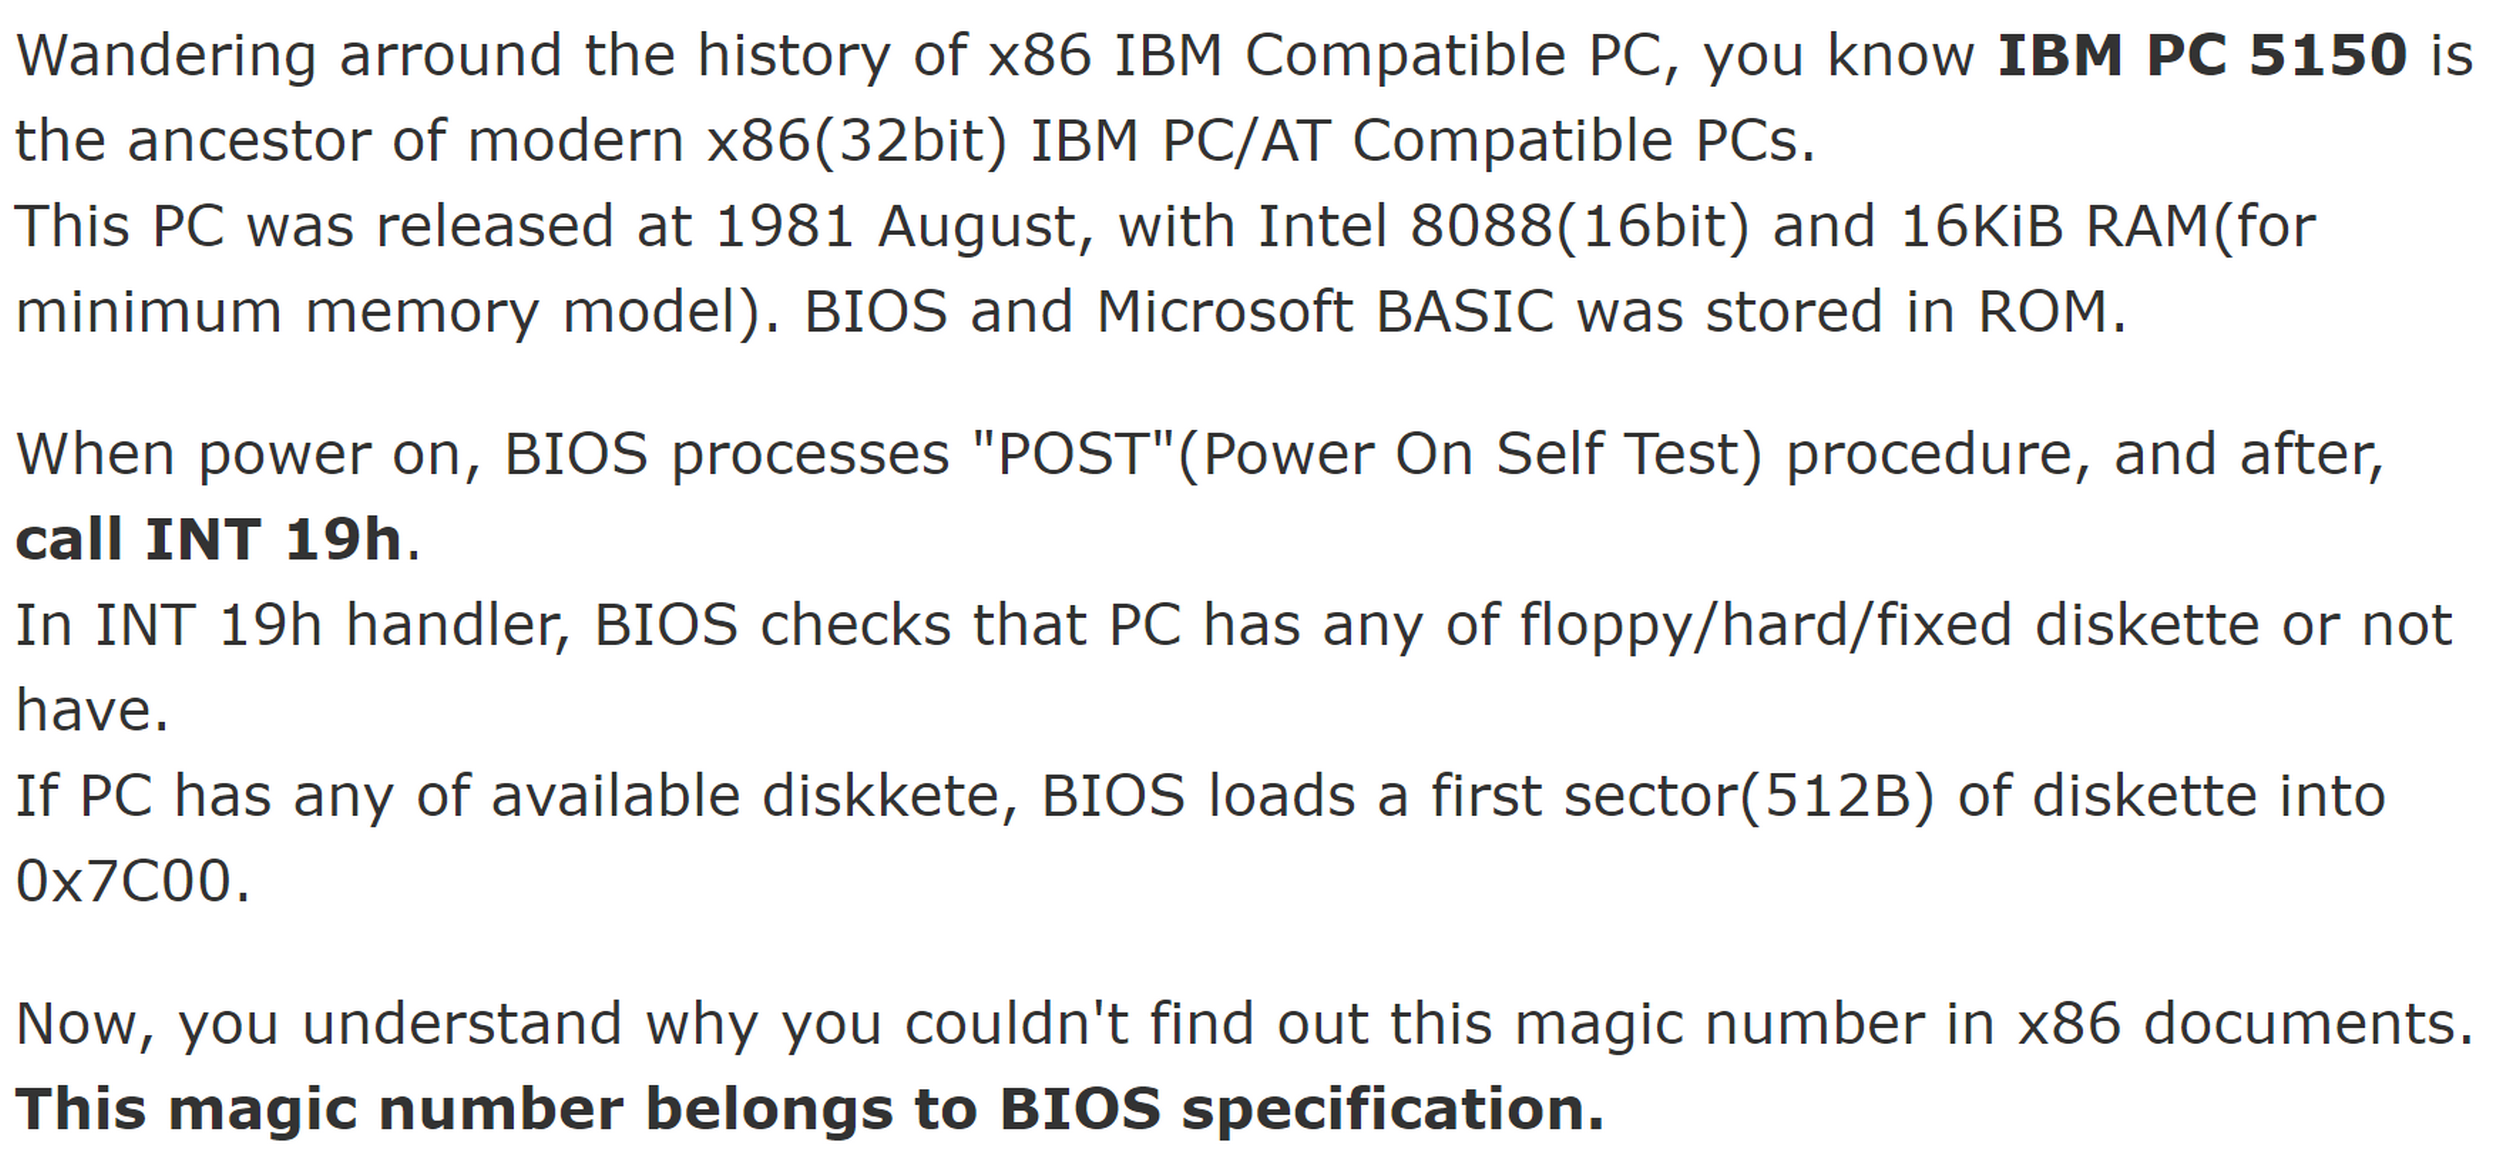 Wandering arround the history of x86 IBM Compatible PC, you know IBM PC 5150 is
the ancestor of modern x86(32bit) IBM PC/AT Compatible PCs.
This PC was released at 1981 August, with Intel 8088(16bit) and 16KiB RAM(for
minimum memory model). BIOS and Microsoft BASIC was stored in ROM.
When power on, BIOS processes "POST"(Power On Self Test) procedure, and after,
call INT 19h.
In INT 19h handler, BIOS checks that PC has any of floppy/hard/fixed diskette or not
have.
If PC has any of available diskkete, BIOS loads a first sector(512B) of diskette into
0x7C00.
Now, you understand why you couldn't find out this magic number in x86 documents.
This magic number belongs to BIOS specification.